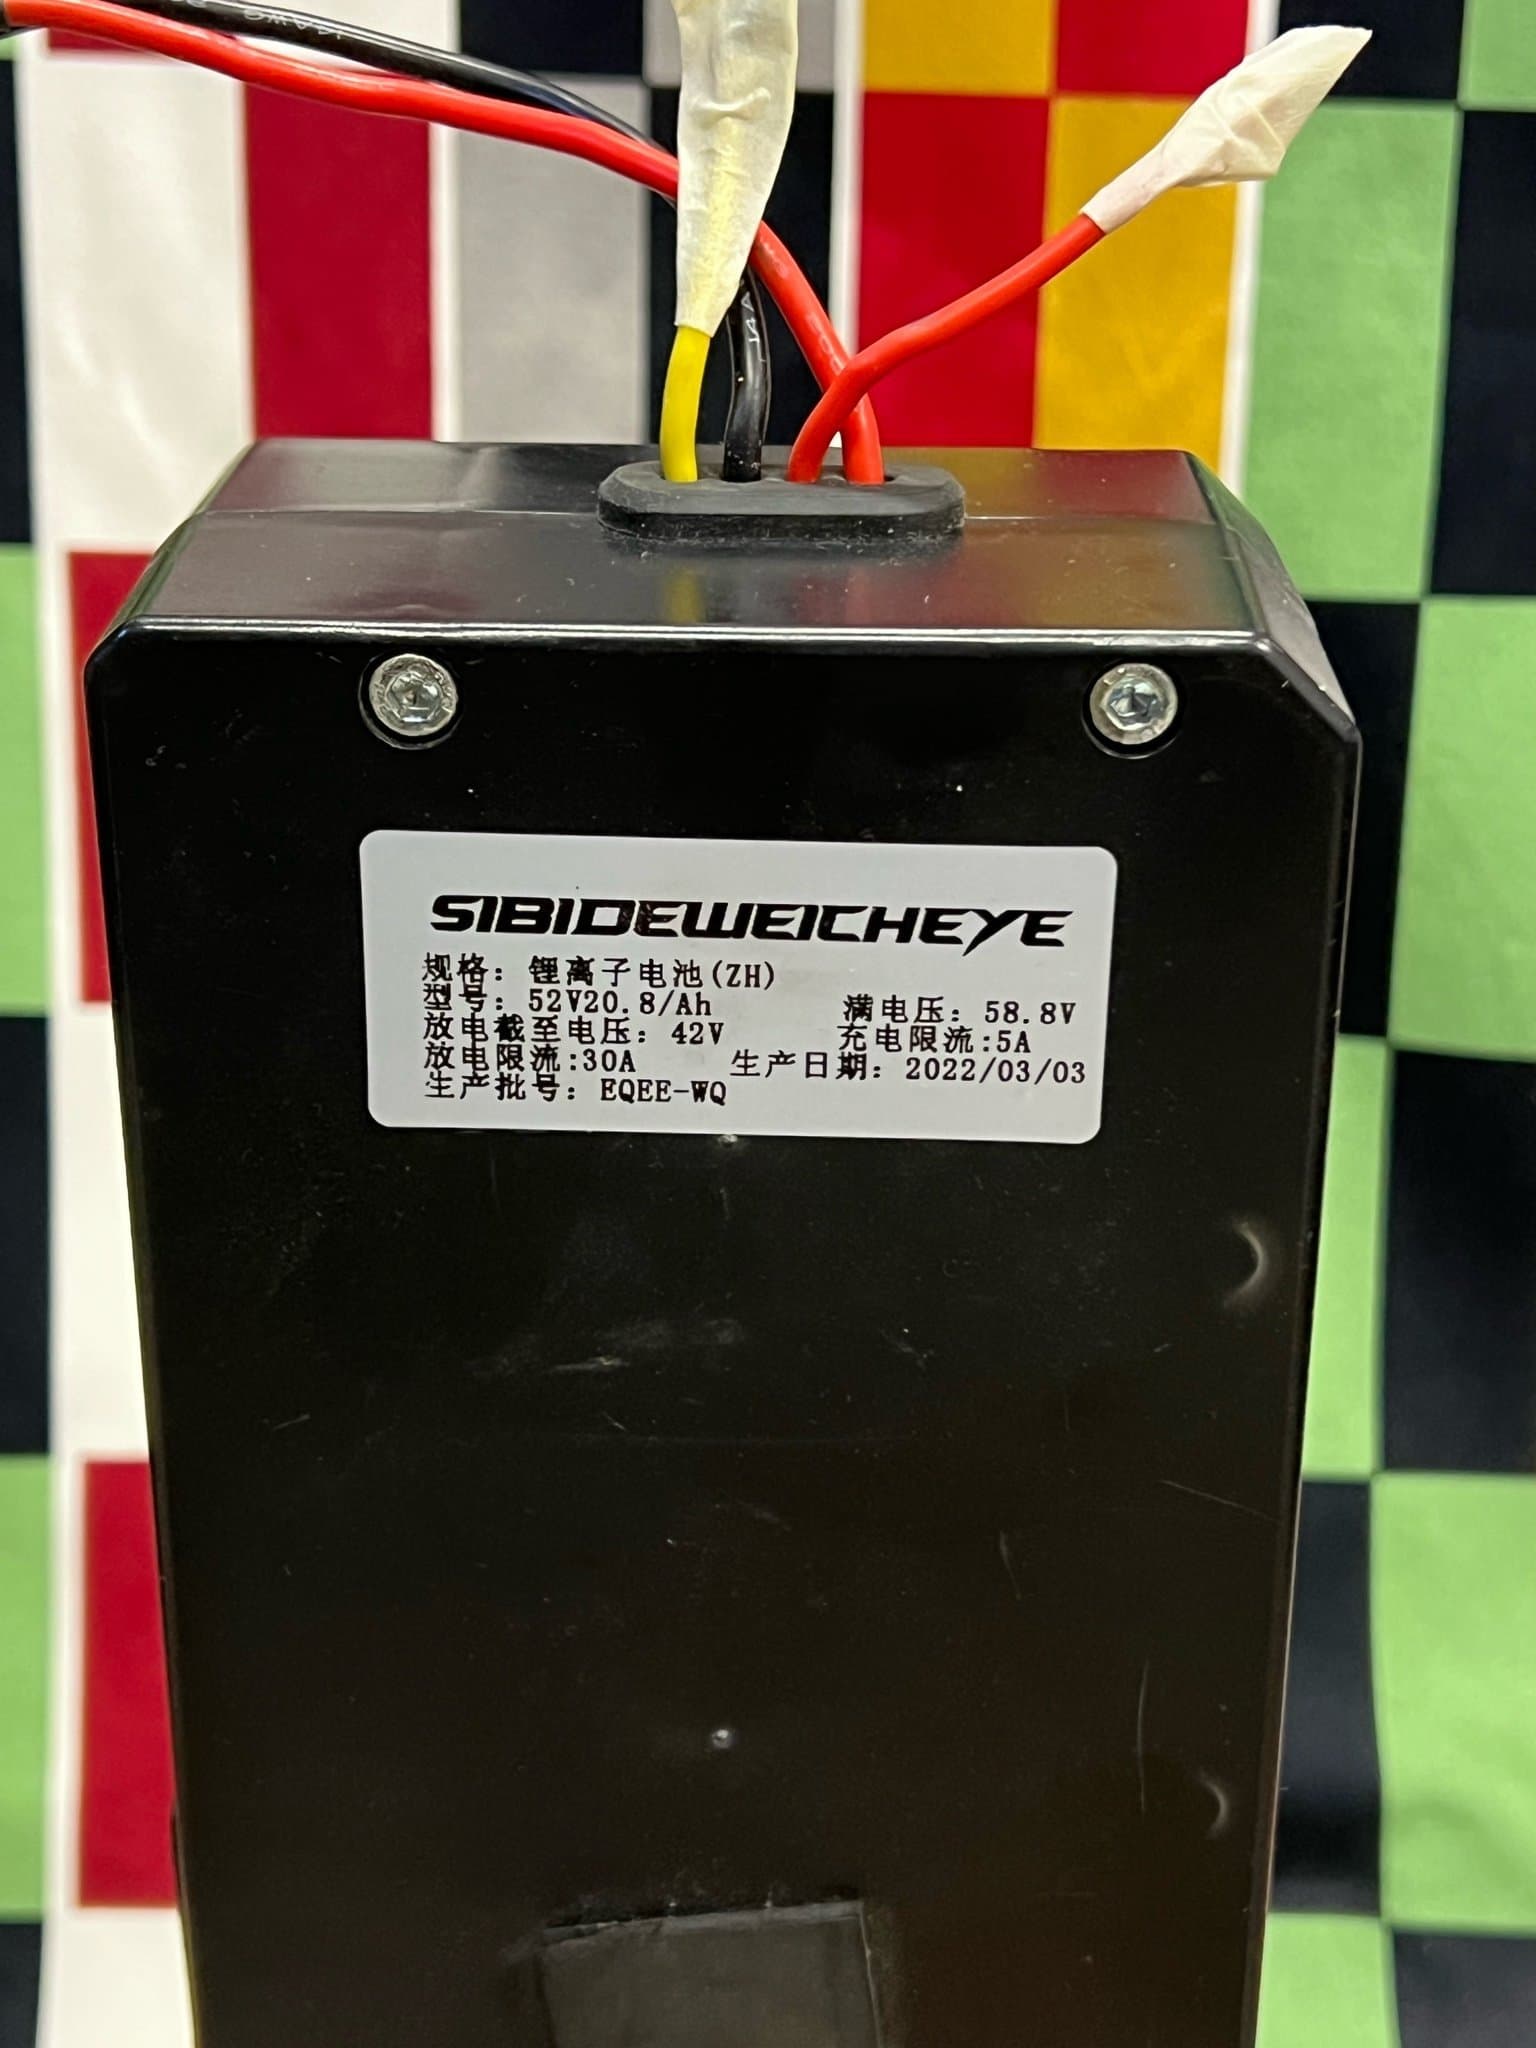 SIBIDEWEICHEYE
规格：锂离子电池(ZH)
型号：52V20.8/Ah 满电压：58.8V
放电截至电压：42V 充电限流:5A
放电限流:30A 生产日期：2022/03/03
生产批号：EQEE-WQ